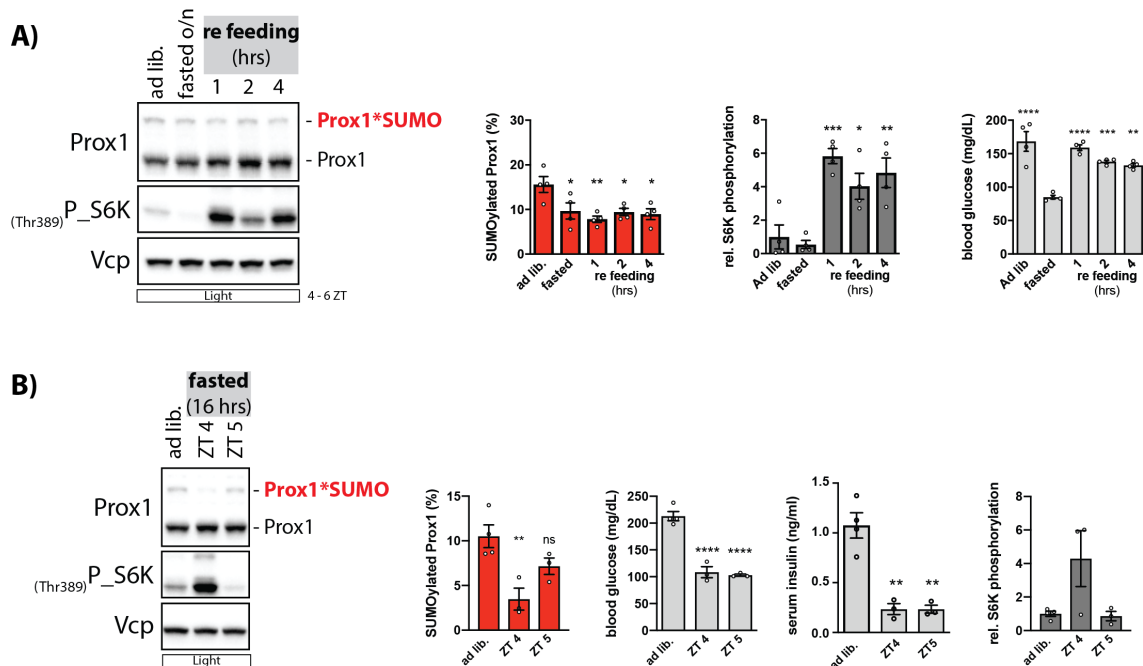 A)
ad lib.
fasted o/n
re feeding
(hrs)
1 2 4
Prox1
- Prox1*SUMO
- Prox1
(Thr389)P_S6K
Vcp
Light
4 - 6 ZT
SUMOylated Prox1 (%)
30
20
10
0
* ** * *
ad lib.
fasted
1 2 4
re feeding
(hrs)
rel. S6K phosphorylation
8
6
4
2
0
*** * **
Ad lib
fasted
1 2 4
re feeding
(hrs)
blood glucose (mg/dL)
200
150
100
50
0
**** **** *** **
Ad lib
fasted
1 2 4
re feeding
(hrs)
B)
ad lib.
fasted
(16 hrs)
ZT 4
ZT 5
Prox1
- Prox1*SUMO
- Prox1
(Thr389)P_S6K
Vcp
Light
SUMOylated Prox1 (%)
15
10
5
0
** ns
ad lib.
ZT 4
ZT 5
blood glucose (mg/dL)
250
200
150
100
50
0
**** ****
ad lib.
ZT 4
ZT 5
serum insulin (ng/ml)
1.5
1.0
0.5
0.0
** **
ad lib.
ZT4
ZT5
rel. S6K phosphorylation
8
6
4
2
0
ad lib.
ZT 4
ZT 5